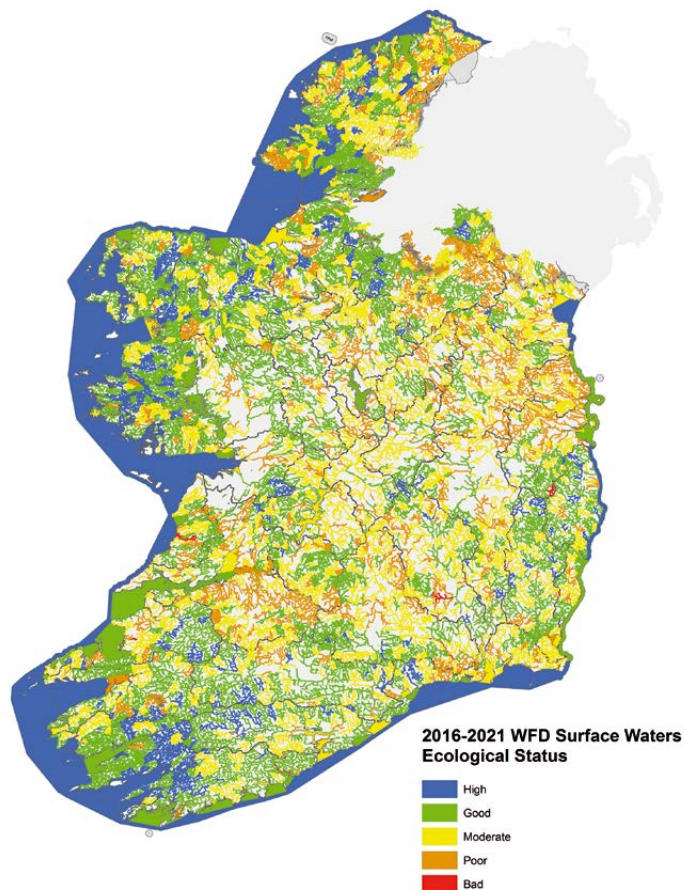 2016-2021 WFD Surface Waters
Ecological Status
High
Good
Moderate
Poor
Bad